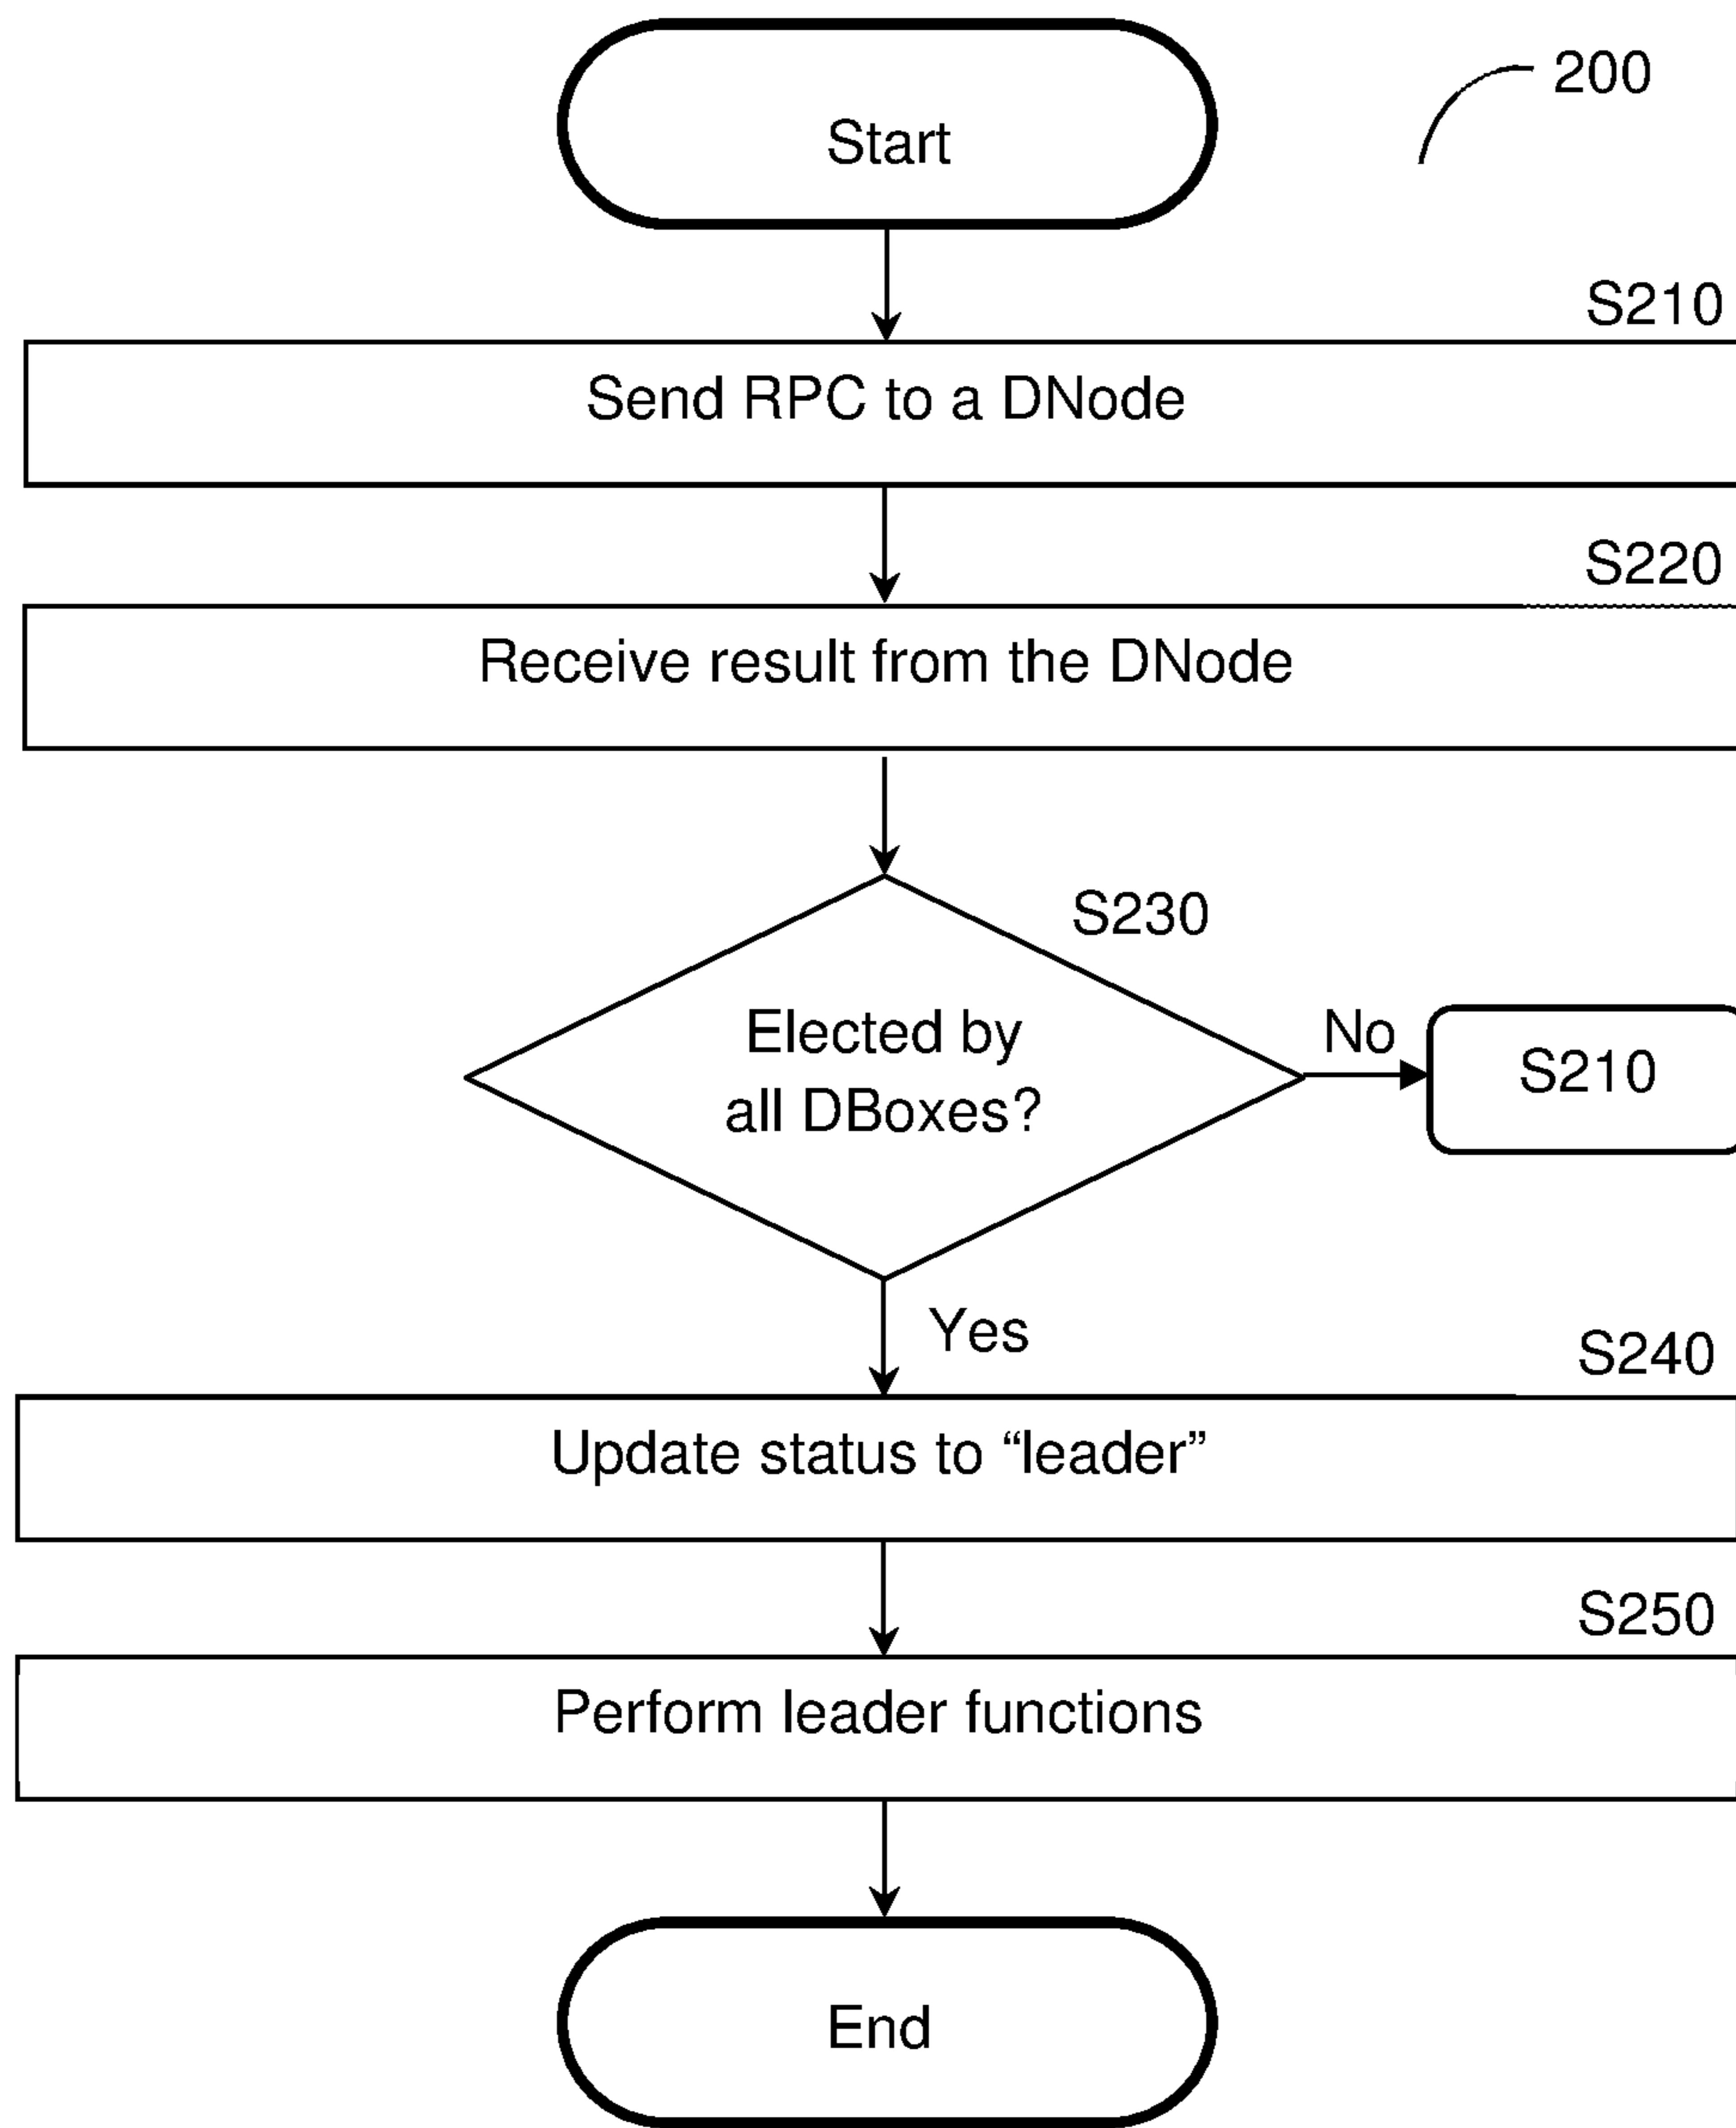 200
Start
S210
Send RPC to a DNode
S220
Receive result from the DNode
S230
Elected by
all DBoxes?
No
S210
Yes
S240
Update status to “leader”
S250
Perform leader functions
End